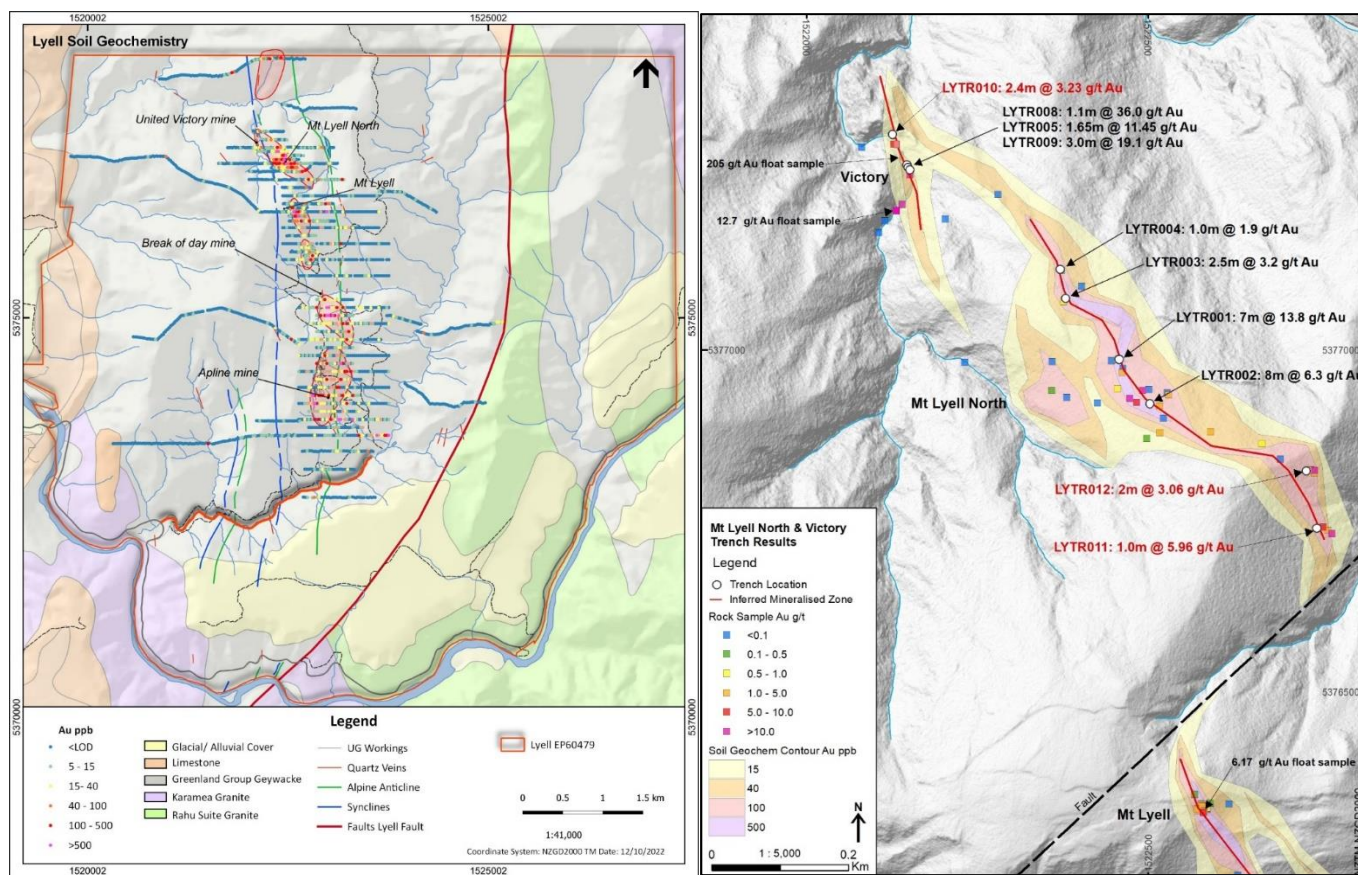 1520002
1525002
Lyell Soil Geochemistry
United Victory mine
Mt Lyell North
Mt Lyell
Break of day mine
Apline mine
5375000
5375000
5370000
5370000
1520002
1525002
Au ppb
<LOD
5 - 15
15- 40
40 - 100
100 - 500
>500
Glacial/ Alluvial Cover
Limestone
Greenland Group Geywacke
Karamea Granite
Rahu Suite Granite
Legend
UG Workings
Quartz Veins
Alpine Anticline
Synclines
Faults Lyell Fault
Lyell EP60479
0 0.5 1 1.5 km
1:41,000
Coordinate System: NZGD2000 TM Date: 12/10/2022
1522000
1522500
LYTR010: 2.4m @ 3.23 g/t Au
LYTR008: 1.1m @ 36.0 g/t Au
LYTR005: 1.65m @ 11.45 g/t Au
LYTR009: 3.0m @ 19.1 g/t Au
205 g/t Au float sample
Victory
12.7 g/t Au float sample
LYTR004: 1.0m @ 1.9 g/t Au
LYTR003: 2.5m @ 3.2 g/t Au
LYTR001: 7m @ 13.8 g/t Au
5377000
5377000
LYTR002: 8m @ 6.3 g/t Au
Mt Lyell North
LYTR012: 2m @ 3.06 g/t Au
LYTR011: 1.0m @ 5.96 g/t Au
5376500
6.17 g/t Au float sample
Fault
Mt Lyell
1522500
NZTM NZGD2000
Mt Lyell North & Victory
Trench Results
Legend
Trench Location
Inferred Mineralised Zone
Rock Sample Au g/t
<0.1
0.1 - 0.5
0.5 - 1.0
1.0 - 5.0
5.0 - 10.0
>10.0
Soil Geochem Contour Au ppb
15
40
100
500
N
0 1 : 5,000 0.2
Km